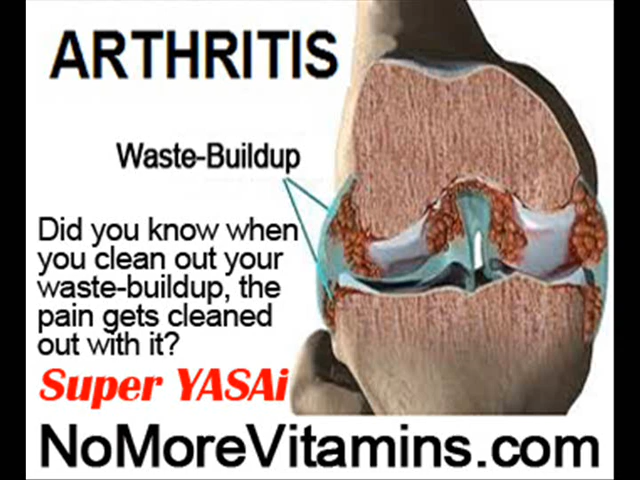 ARTHRITIS
Waste-Buildup
Did you know when
you clean out your
waste-buildup, the
pain gets cleaned
out with it?
Super YASAi
NoMoreVitamins.com